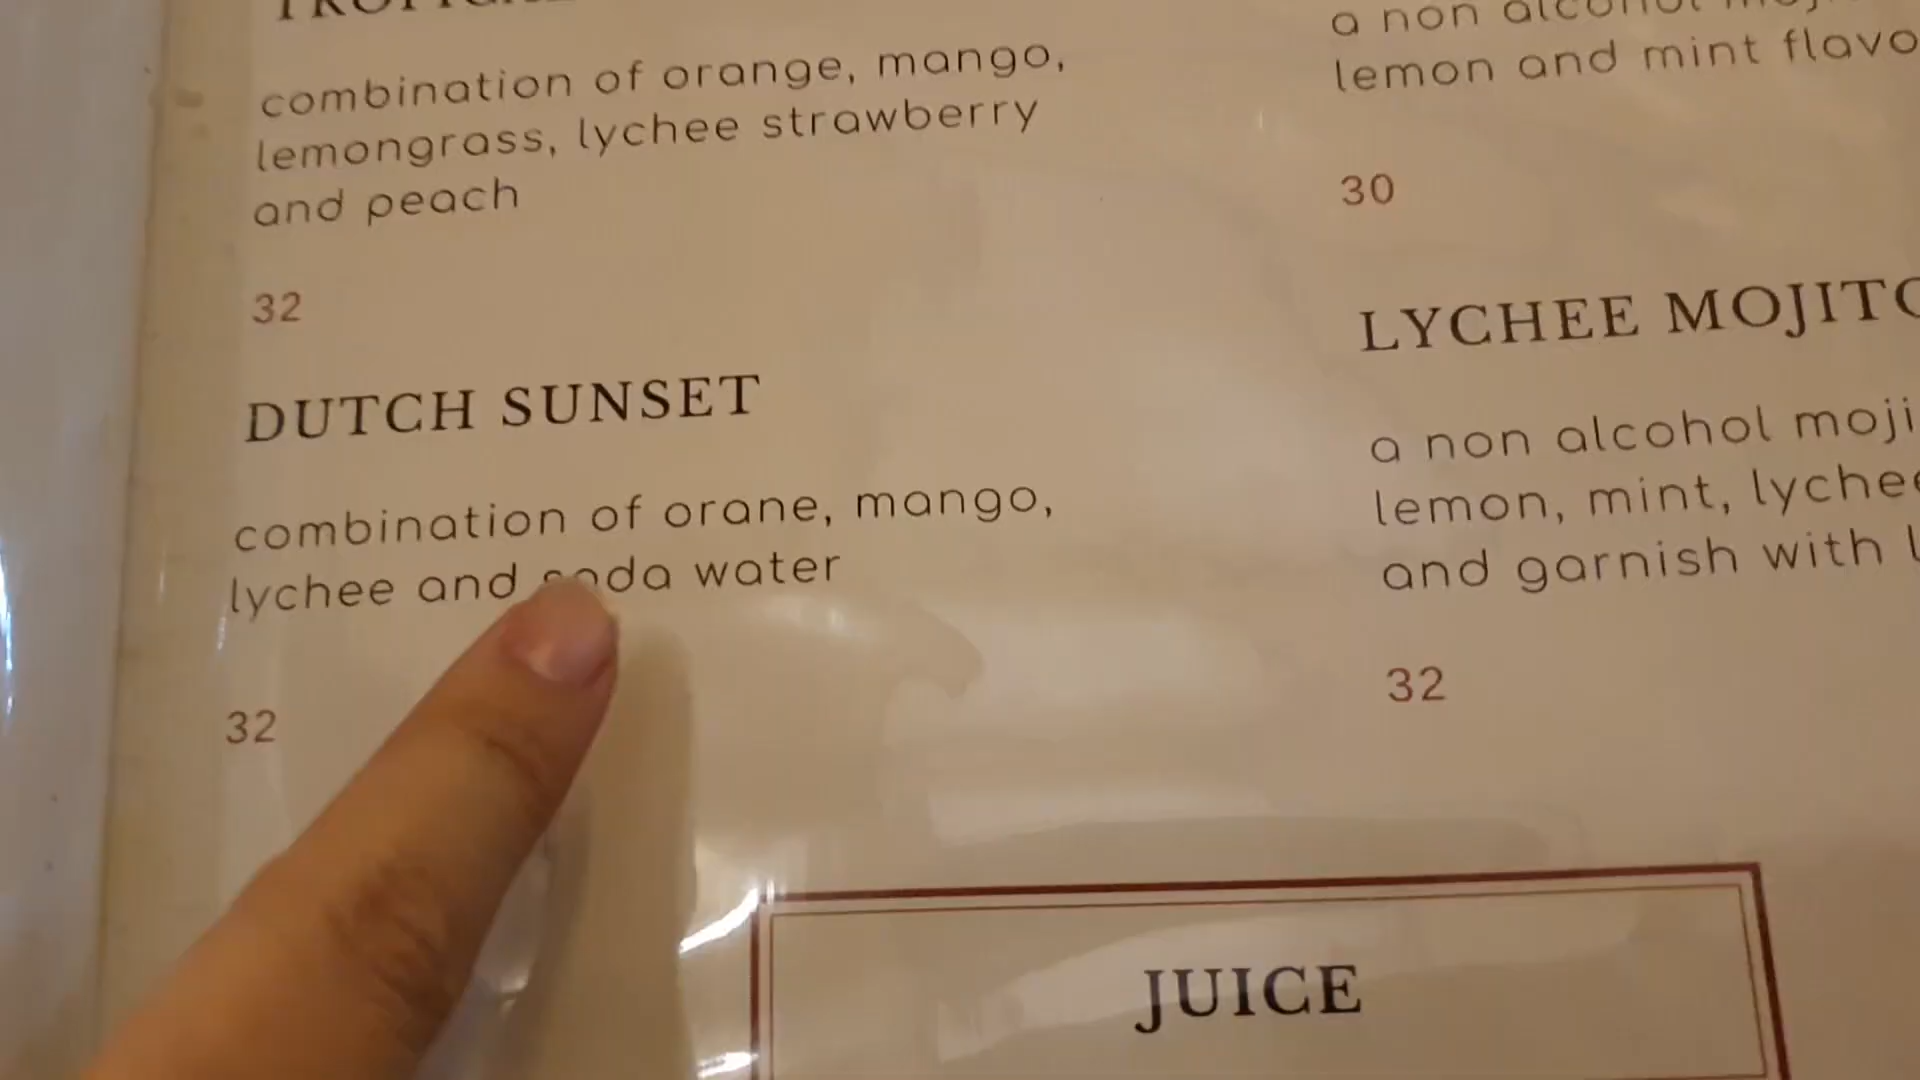 combination of orange, mango,
lemongrass, lychee strawberry
and peach
32
DUTCH SUNSET
combination of orane, mango,
lychee and soda water
32
a non alcohol
lemon and mint
30
LYCHEE
a non alcohol
lemon, mint,
and garnish with
32
JUICE